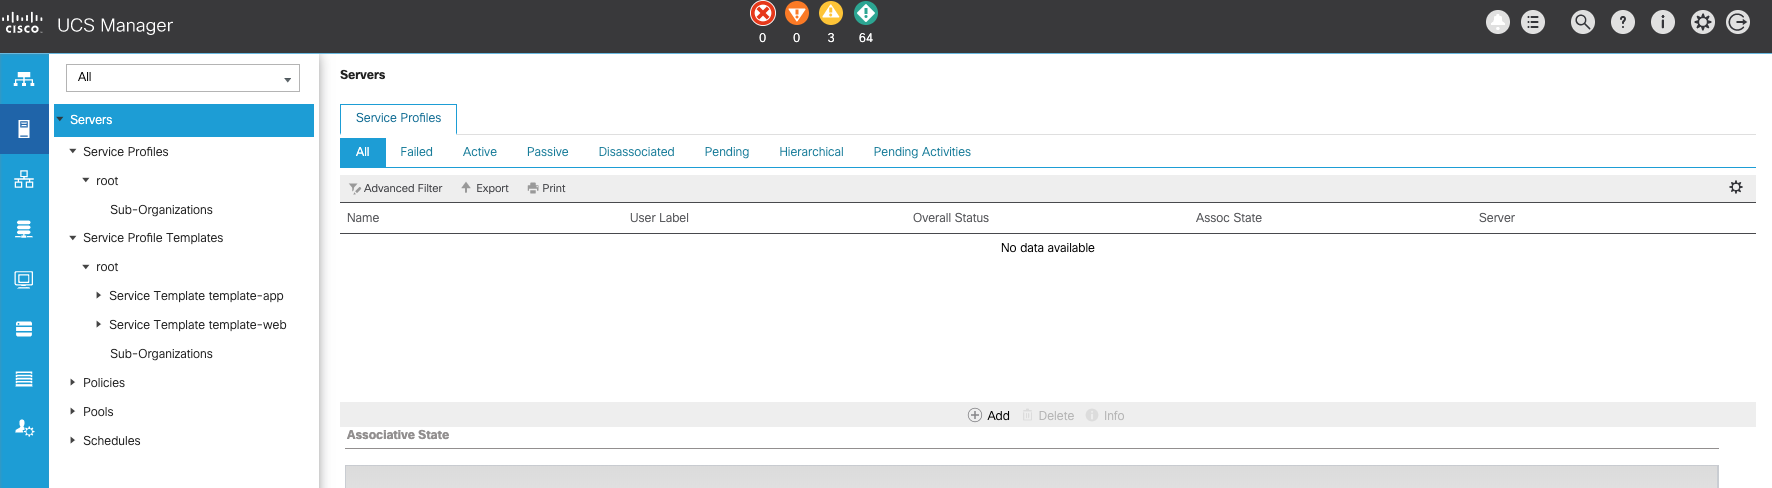 CISCO UCS Manager
0 0 3 64
All
Servers
Service Profiles
root
Sub-Organizations
Service Profile Templates
root
Service Template template-app
Service Template template-web
Sub-Organizations
Policies
Pools
Schedules
Servers
Service Profiles
All Failed Active Passive Disassociated Pending Hierarchical Pending Activities
Advanced Filter Export Print
Name User Label Overall Status Assoc State Server
No data available
Add Delete Info
Associative State